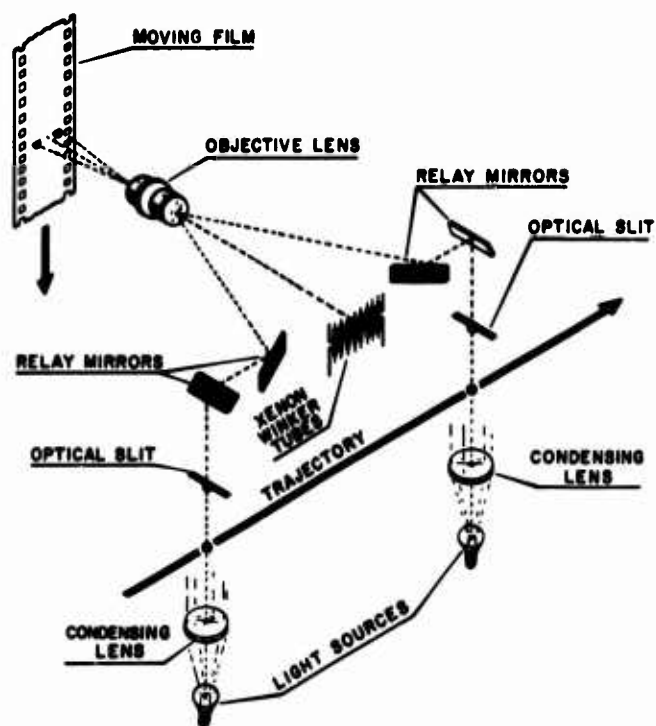 MOVING FILM
OBJECTIVE LENS
RELAY MIRRORS
OPTICAL SLIT
RELAY MIRRORS
XENON
WINKER
TUBES
OPTICAL SLIT
TRAJECTORY
CONDENSING
LENS
CONDENSING
LENS
LIGHT SOURCES